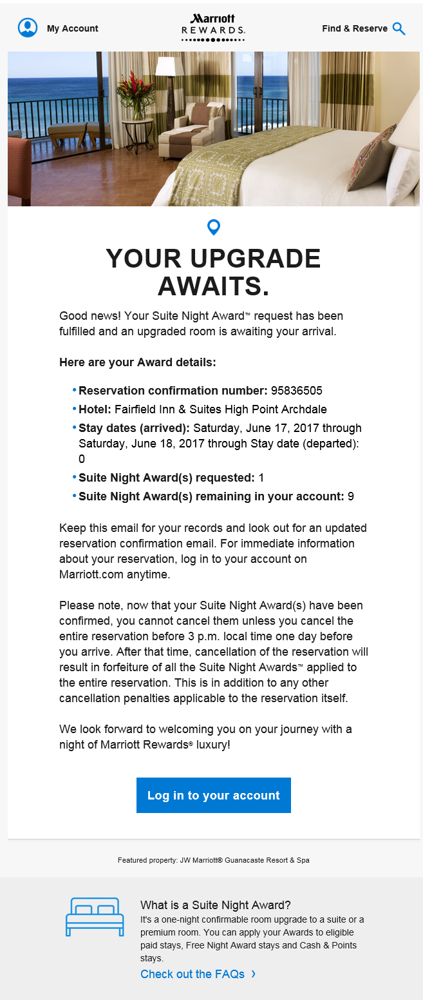 My Account
Marriott
REWARDS.
Find & Reserve
YOUR UPGRADE
AWAITS.
Good news! Your Suite Night Award™ request has been
fulfilled and an upgraded room is awaiting your arrival.
Here are your Award details:
• Reservation confirmation number: 95836505
• Hotel: Fairfield Inn & Suites High Point Archdale
• Stay dates (arrived): Saturday, June 17, 2017 through
Saturday, June 18, 2017 through Stay date (departed):
0
• Suite Night Award(s) requested: 1
• Suite Night Award(s) remaining in your account: 9
Keep this email for your records and look out for an updated
reservation confirmation email. For immediate information
about your reservation, log in to your account on
Marriott.com anytime.
Please note, now that your Suite Night Award(s) have been
confirmed, you cannot cancel them unless you cancel the
entire reservation before 3 p.m. local time one day before
you arrive. After that time, cancellation of the reservation will
result in forfeiture of all the Suite Night Awards™ applied to
the entire reservation. This is in addition to any other
cancellation penalties applicable to the reservation itself.
We look forward to welcoming you on your journey with a
night of Marriott Rewards® luxury!
Log in to your account
Featured property: JW Marriott® Guanacaste Resort & Spa
What is a Suite Night Award?
It's a one-night confirmable room upgrade to a suite or a
premium room. You can apply your Awards to eligible
paid stays, Free Night Award stays and Cash & Points
stays.
Check out the FAQs ›